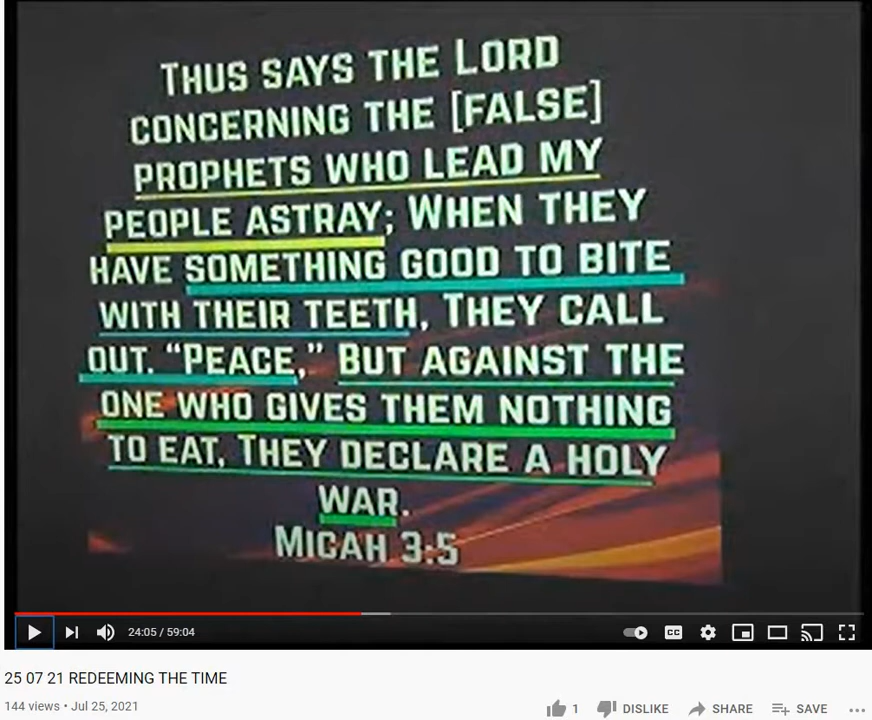 THUS SAYS THE LORD
CONCERNING THE [FALSE]
PROPHETS WHO LEAD MY
PEOPLE ASTRAY; WHEN THEY
HAVE SOMETHING GOOD TO BITE
WITH THEIR TEETH, THEY CALL
OUT. “PEACE,” BUT AGAINST THE
ONE WHO GIVES THEM NOTHING
TO EAT, THEY DECLARE A HOLY
WAR.
MICAH 3:5
24:05 / 59:04
CC
25 07 21 REDEEMING THE TIME
144 views • Jul 25, 2021
1 DISLIKE SHARE SAVE